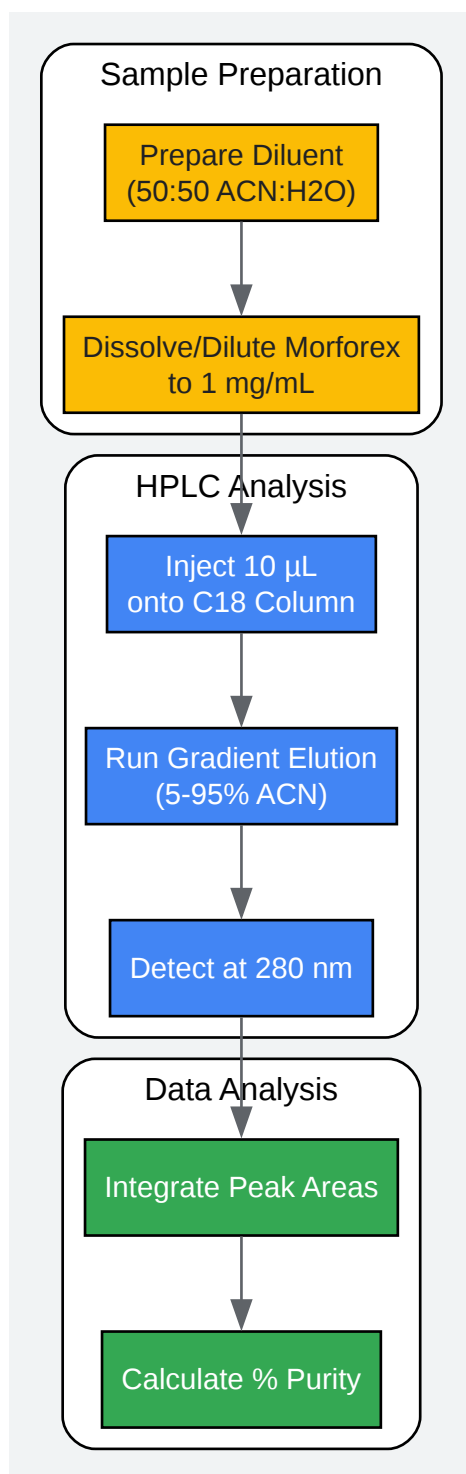 Sample Preparation
Prepare Diluent
(50:50 ACN:H2O)
Dissolve/Dilute Morforex
to 1 mg/mL
HPLC Analysis
Inject 10 µL
onto C18 Column
Run Gradient Elution
(5-95% ACN)
Detect at 280 nm
Data Analysis
Integrate Peak Areas
Calculate % Purity